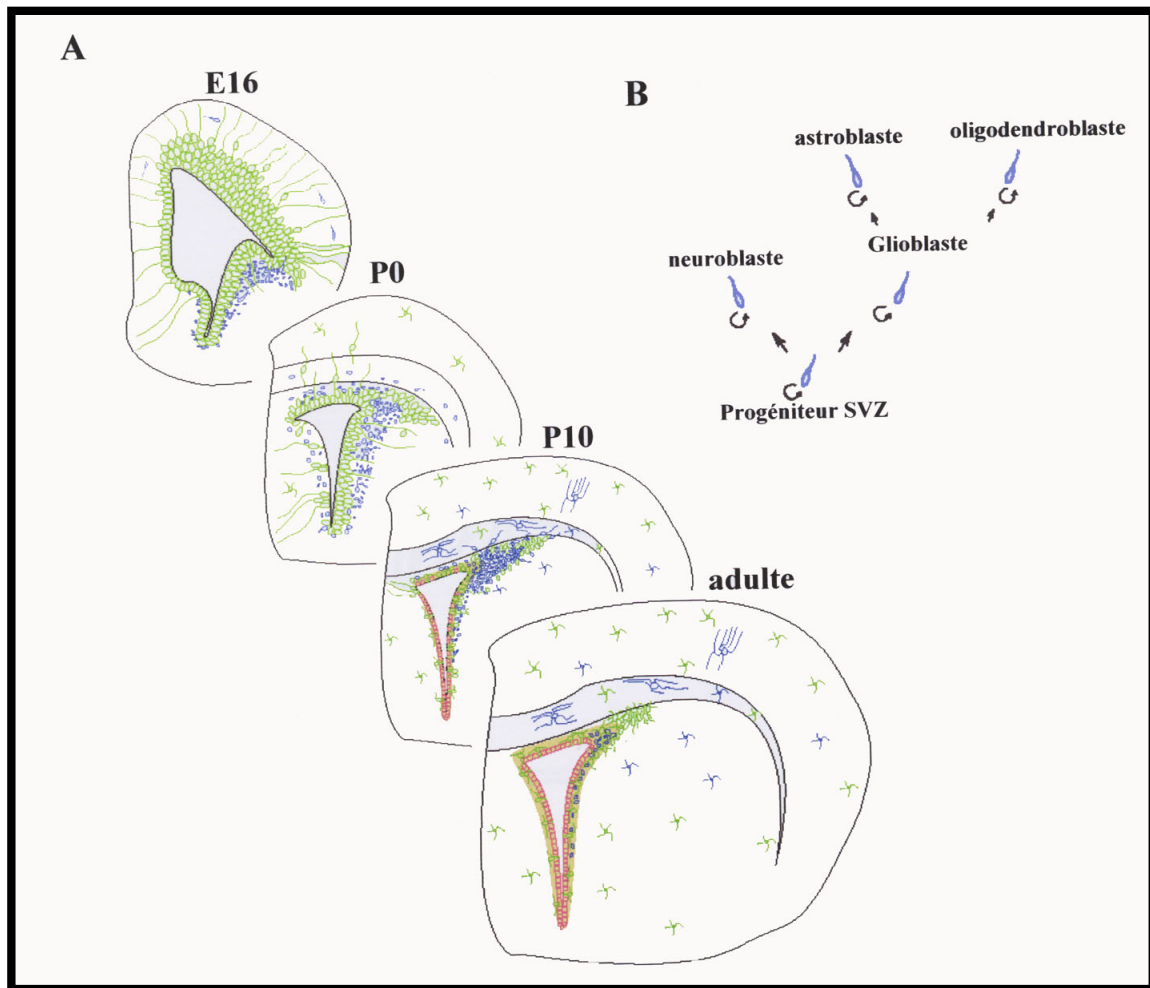 A
E16
P0
P10
adulte
B
astroblaste
oligodendroblaste
neuroblaste
Glioblaste
Progéniteur SVZ